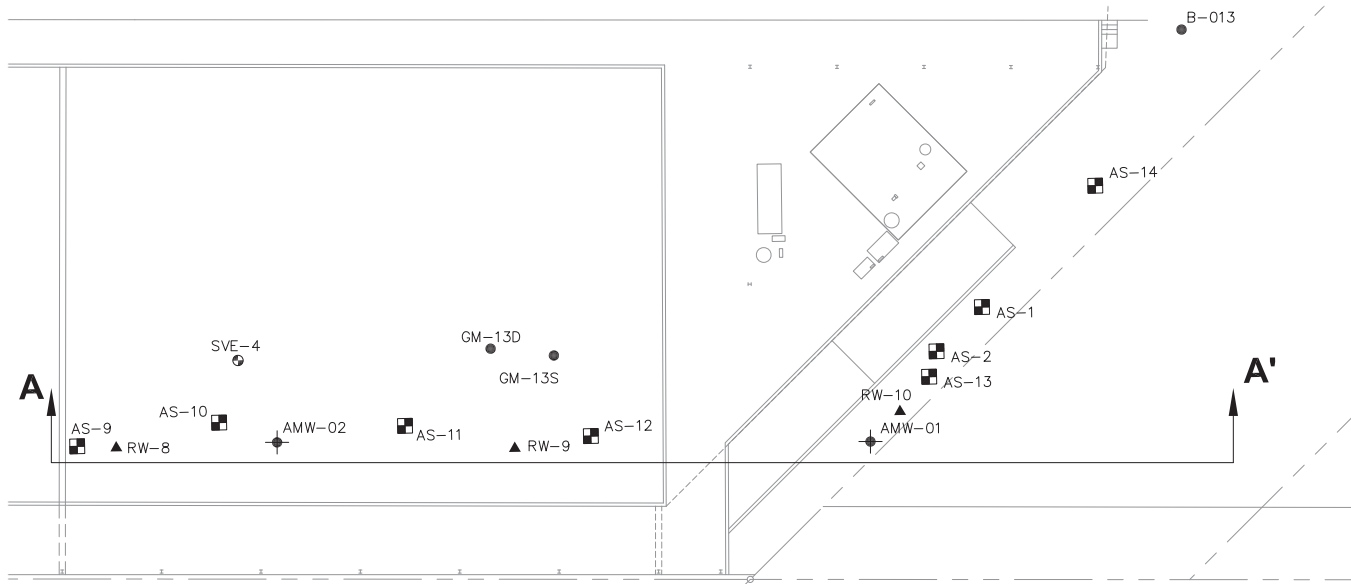 B-013
AS-14
AS-1
SVE-4
GM-13D
AS-2
GM-13S
AS-13
A
A'
RW-10
AS-9
AS-10
AMW-02
AS-11
AS-12
AMW-01
RW-8
RW-9